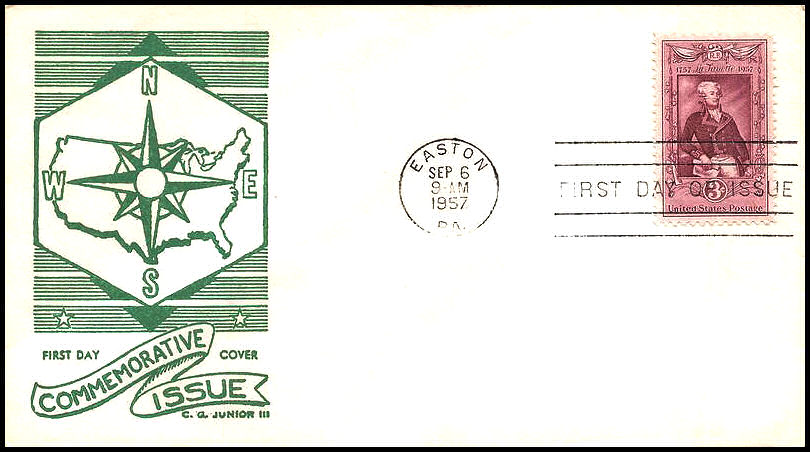 N
W E
S
FIRST DAY COVER
COMMEMORATIVE
ISSUE
C. G. JUNIOR III
EASTON
SEP 6
9-AM
1957
PA.
1757 La Fayette 1957
FIRST DAY OF ISSUE
3¢
United States Postage